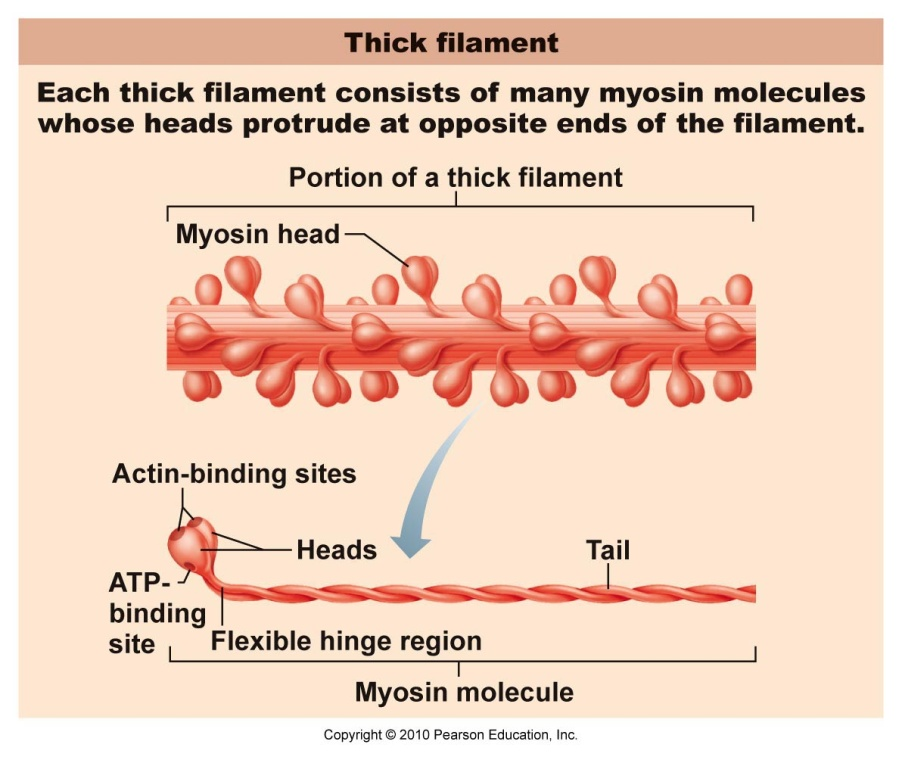 Thick filament
Each thick filament consists of many myosin molecules
whose heads protrude at opposite ends of the filament.
Portion of a thick filament
Myosin head
Actin-binding sites
Heads
Tail
ATP-
binding
site
Flexible hinge region
Myosin molecule
Copyright © 2010 Pearson Education, Inc.